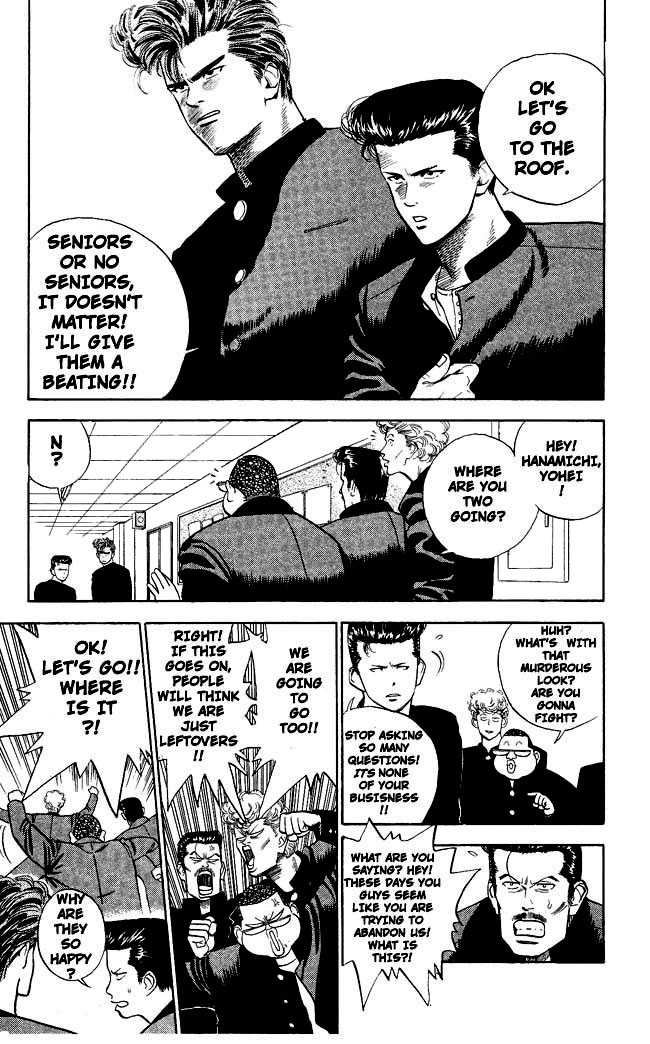 OK
LET'S
GO
TO THE
ROOF.
SENIORS
OR NO
SENIORS,
IT DOESN'T
MATTER!
I'LL GIVE
THEM A
BEATING!!
HEY!
HANAMICHI,
YOHEI
!
WHERE
ARE YOU
TWO
GOING?
N
?
HUH?
WHAT'S WITH
THAT
MURDEROUS
LOOK?
ARE YOU
GONNA
FIGHT?
STOP ASKING
SO MANY
QUESTIONS!
IT'S NONE
OF YOUR
BUSISNESS
!!
WHAT ARE YOU
SAYING? HEY!
THESE DAYS YOU
GUYS SEEM
LIKE YOU ARE
TRYING TO
ABANDON US!
WHAT IS
THIS?!
WE
ARE
GOING
TO
GO
TOO!!
RIGHT!
IF THIS
GOES ON,
PEOPLE
WILL THINK
WE ARE
JUST
LEFTOVERS
!!
OK!
LET'S GO!!
WHERE
IS IT
?!
WHY
ARE
THEY
SO
HAPPY
?